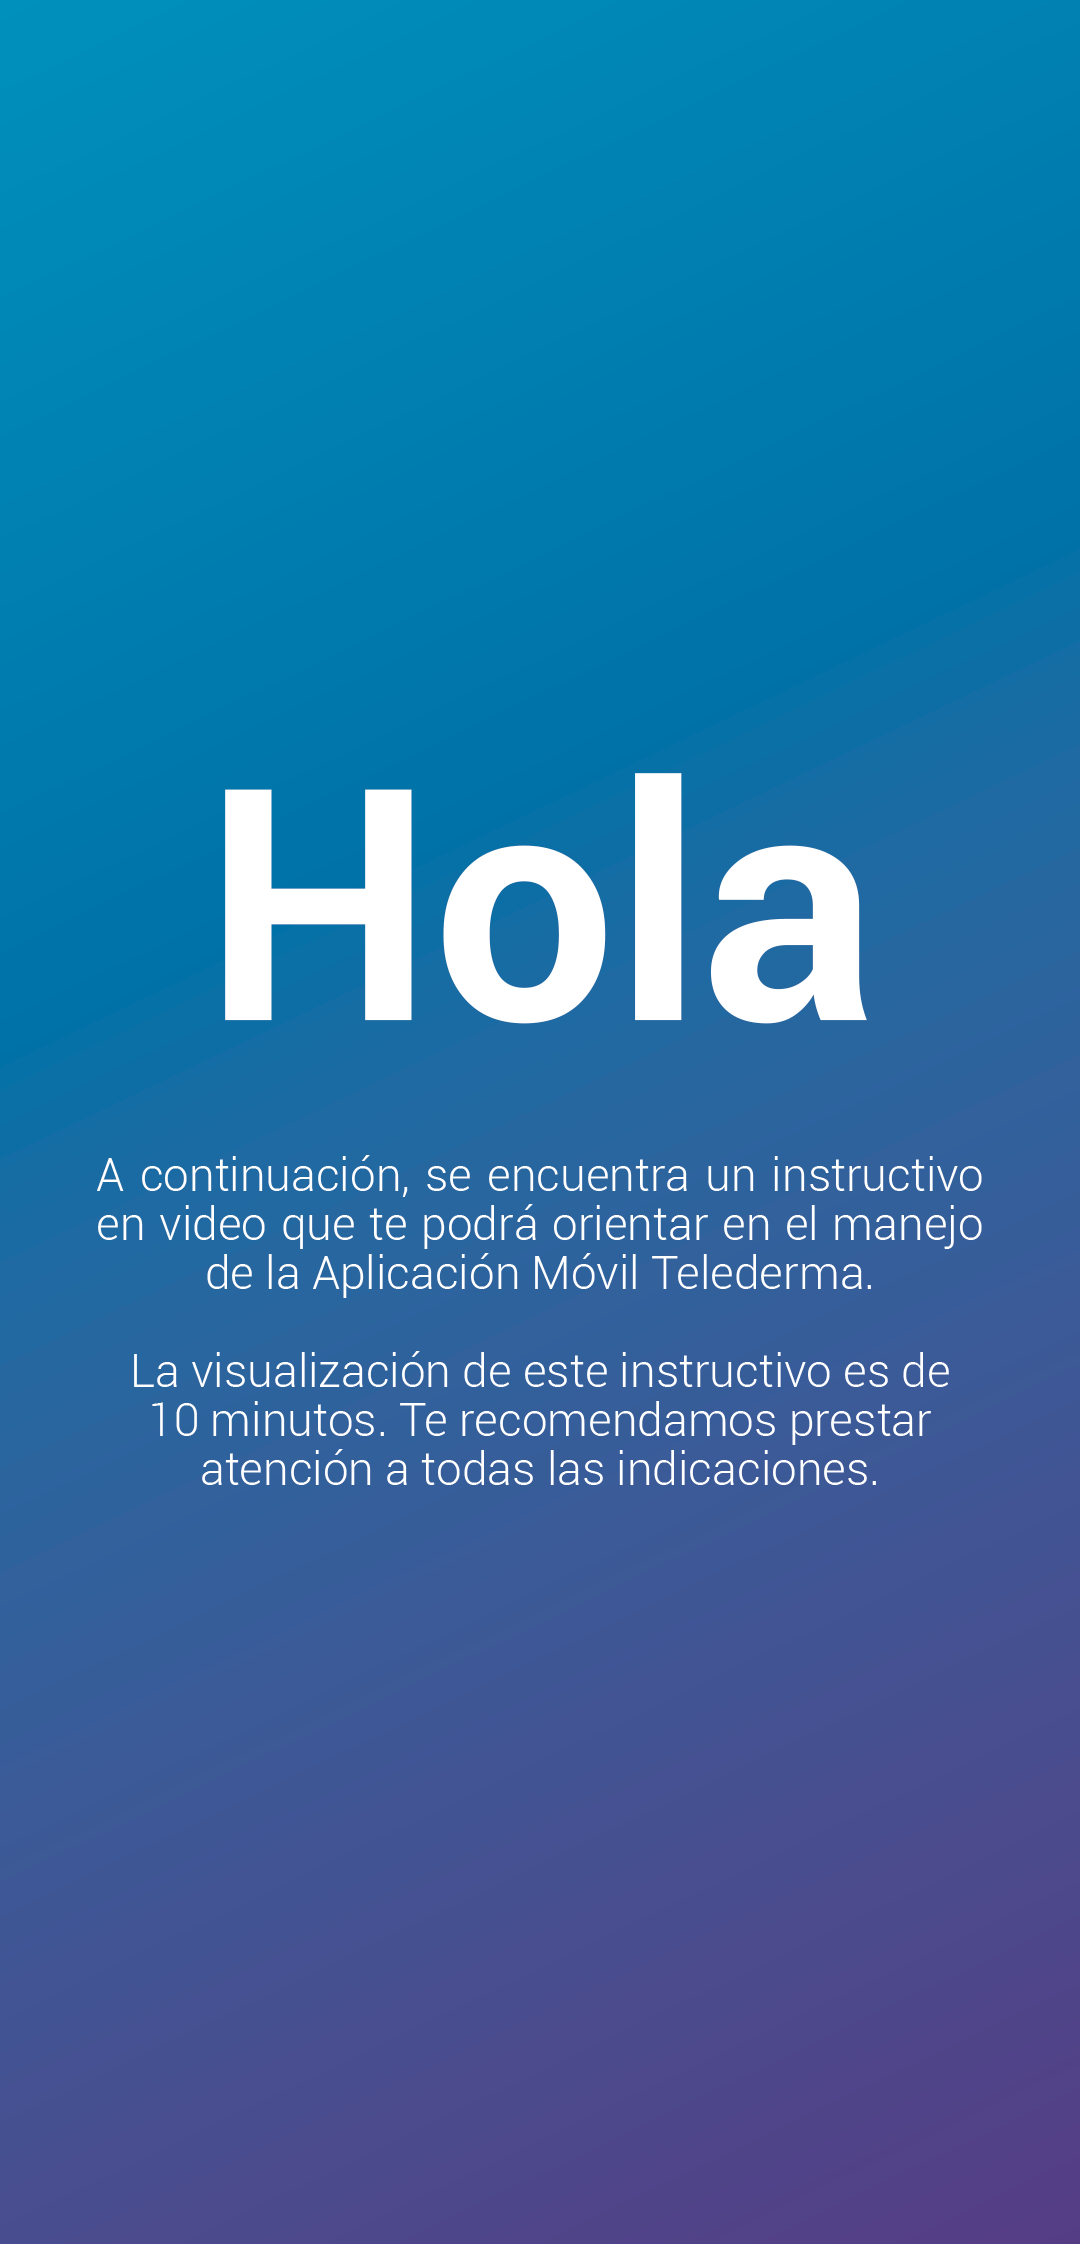 Hola
A continuación, se encuentra un instructivo
en video que te podrá orientar en el manejo
de la Aplicación Móvil Telederma.
La visualización de este instructivo es de
10 minutos. Te recomendamos prestar
atención a todas las indicaciones.